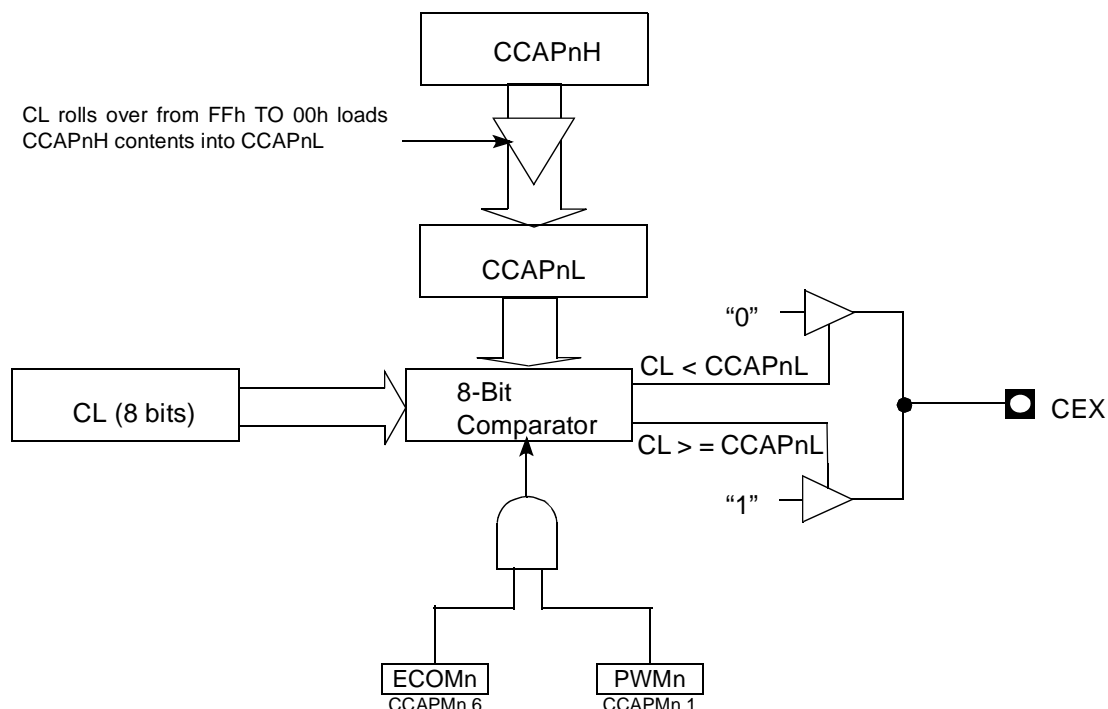 CCAPnH
CL rolls over from FFh TO 00h loads
CCAPnH contents into CCAPnL
CCAPnL
“0”
CL < CCAPnL
CL (8 bits)
8-Bit
Comparator
CEX
CL > = CCAPnL
“1”
ECOMn
PWMn
CCAPMn.6
CCAPMn.1